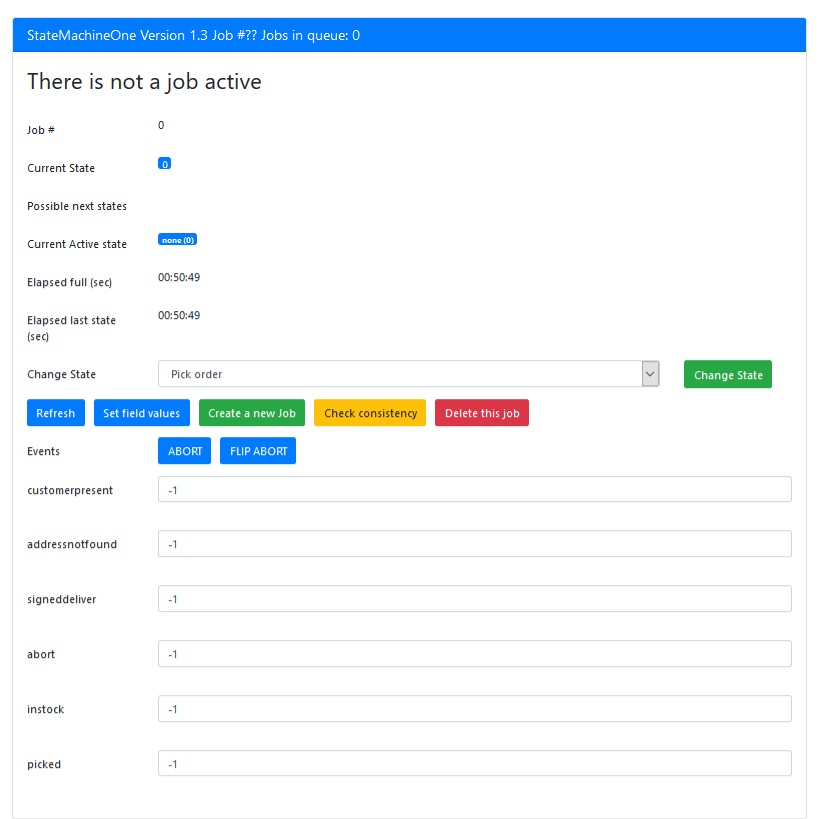 StateMachineOne Version 1.3 Job #?? Jobs in queue: 0
There is not a job active
Job # 0
Current State 0
Possible next states
Current Active state none (0)
Elapsed full (sec) 00:50:49
Elapsed last state (sec) 00:50:49
Change State Pick order Change State
Refresh Set field values Create a new Job Check consistency Delete this job
Events ABORT FLIP ABORT
customerpresent -1
addressnotfound -1
signeddeliver -1
abort -1
instock -1
picked -1